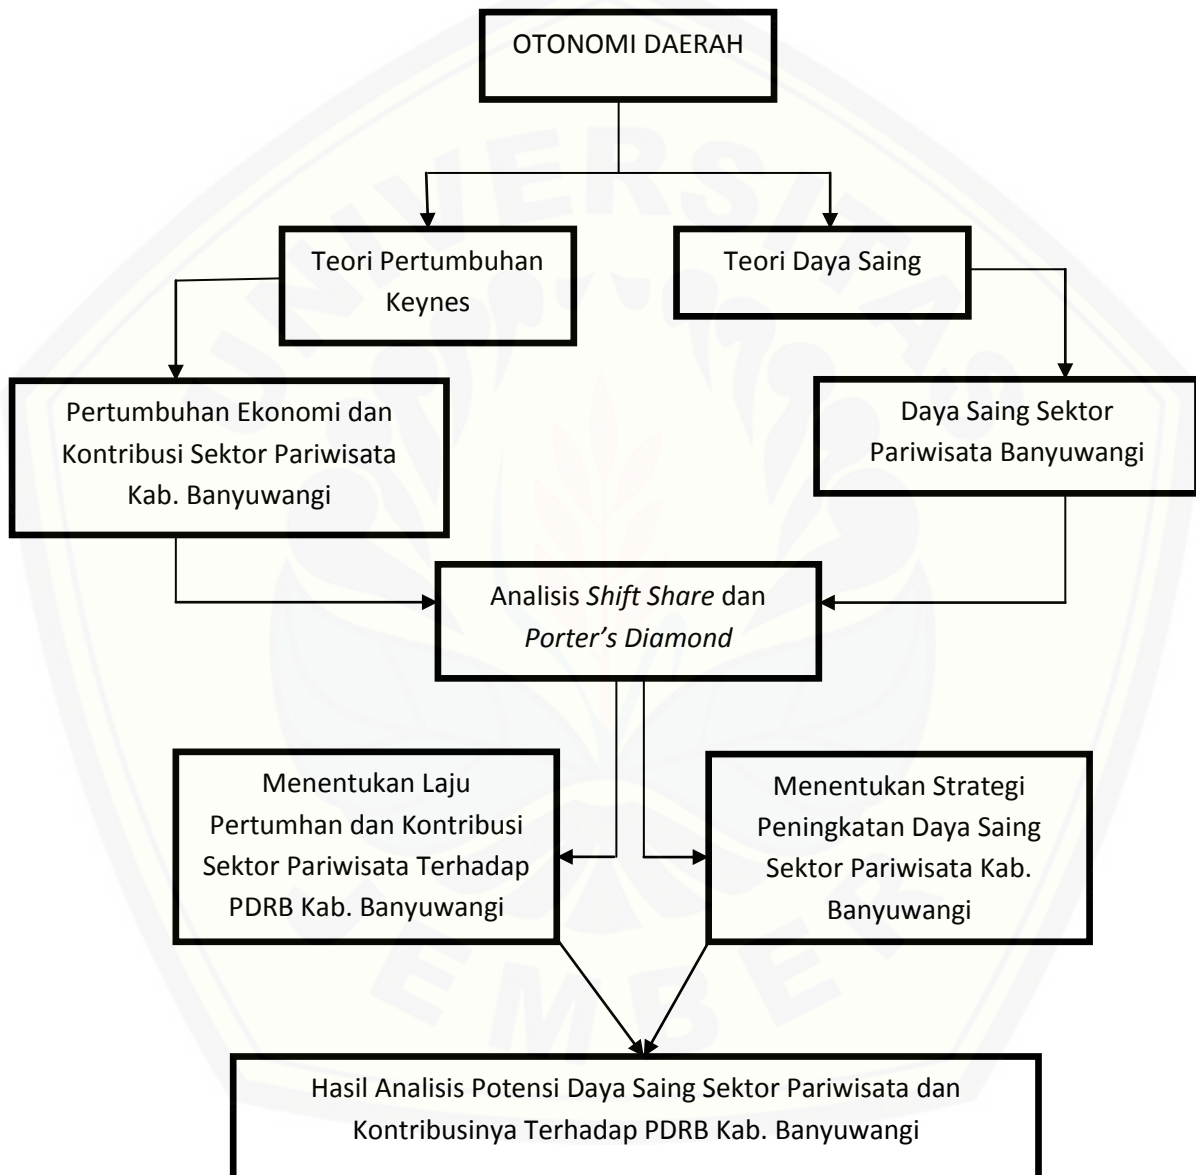 OTONOMI DAERAH
Teori Pertumbuhan
Keynes
Teori Daya Saing
Pertumbuhan Ekonomi dan
Kontribusi Sektor Pariwisata
Kab. Banyuwangi
Daya Saing Sektor
Pariwisata Banyuwangi
Analisis Shift Share dan
Porter’s Diamond
Menentukan Laju
Pertumhan dan Kontribusi
Sektor Pariwisata Terhadap
PDRB Kab. Banyuwangi
Menentukan Strategi
Peningkatan Daya Saing
Sektor Pariwisata Kab.
Banyuwangi
Hasil Analisis Potensi Daya Saing Sektor Pariwisata dan
Kontribusinya Terhadap PDRB Kab. Banyuwangi
UNIVERSITAS
JEMBER